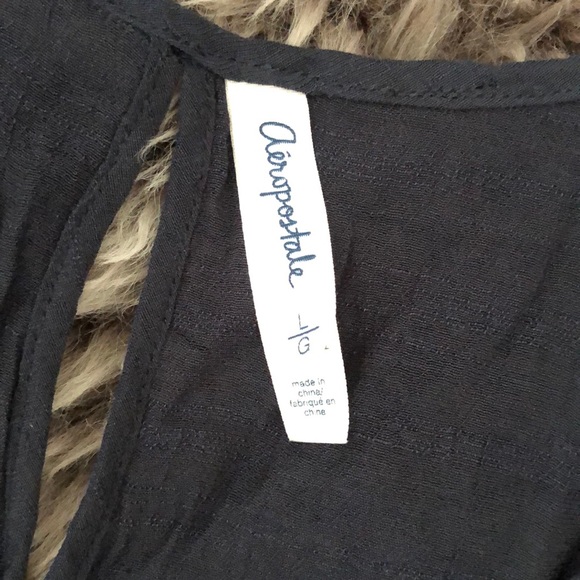 aéropostale
L/G
made in
china/
fabriqué en
chine